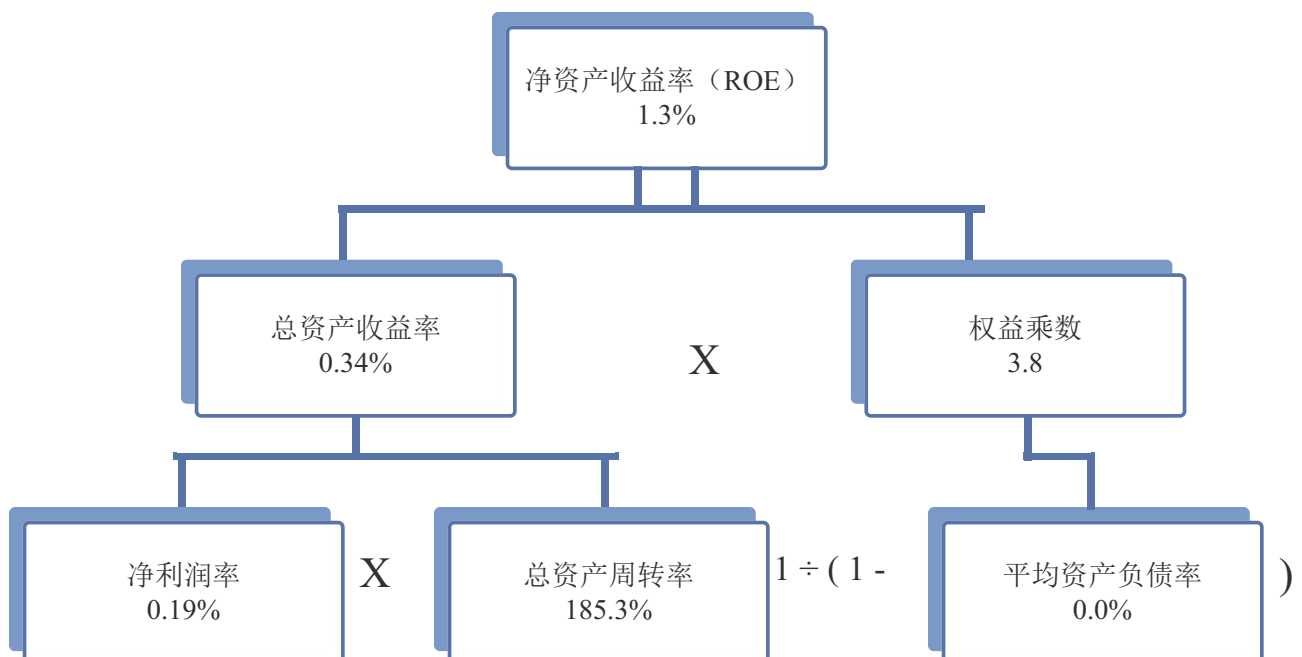 净资产收益率（ROE）
1.3%
总资产收益率
0.34%
X
权益乘数
3.8
净利润率
0.19%
X
总资产周转率
185.3%
1 ÷ ( 1 -
平均资产负债率
0.0%
)